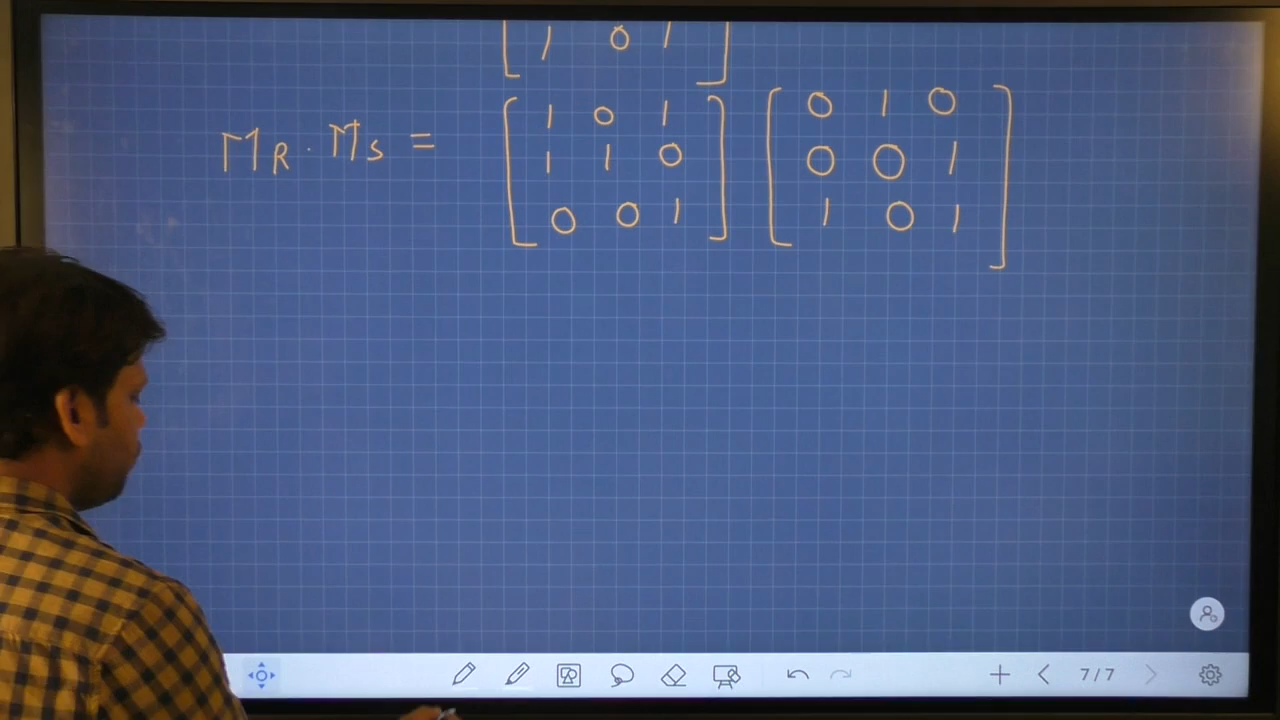 1 0 1
M_R . M_S = [ 1 0 1 ] [ 0 1 0 ]
[ 1 1 0 ] [ 0 0 1 ]
[ 0 0 1 ] [ 1 0 1 ]
7/7